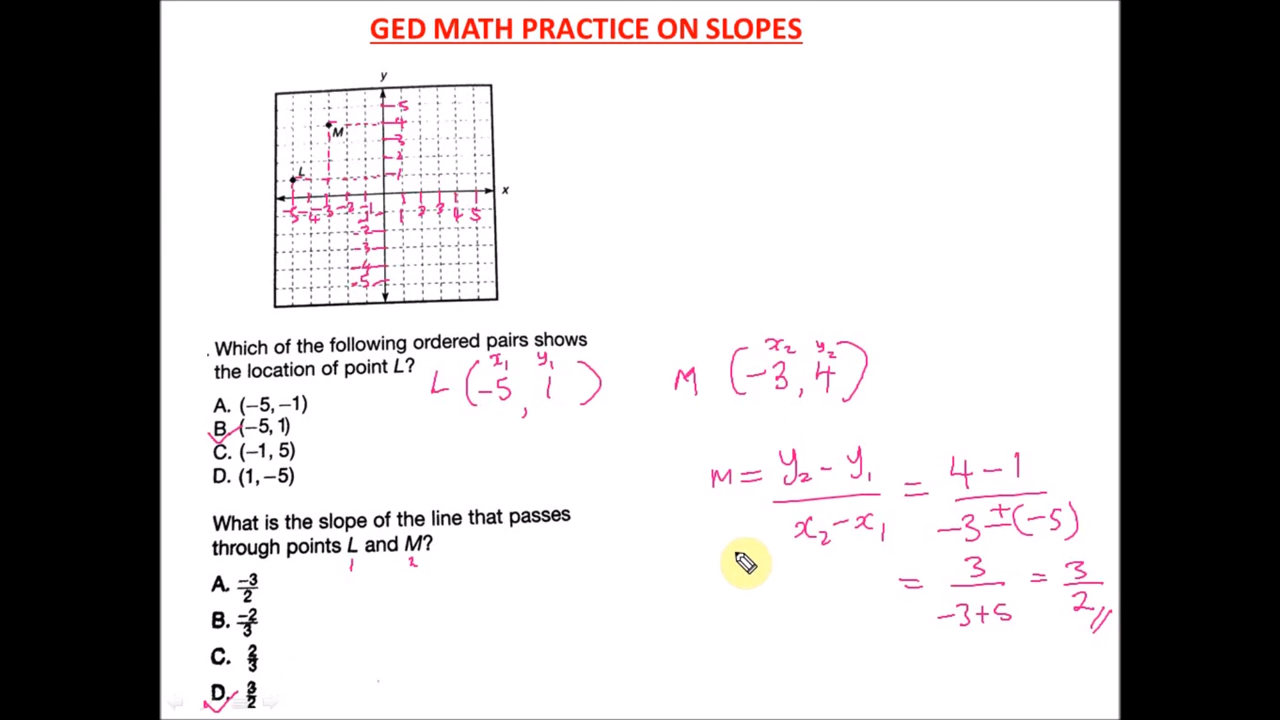 GED MATH PRACTICE ON SLOPES
y
5
M 4
3
2
L 1
x
-5 -4 -3 -2 -1 1 2 3 4 5
-1
-2
-3
-4
-5
. Which of the following ordered pairs shows
the location of point L?
L (-5, 1) x₁ y₁
M (-3, 4) x₂ y₂
A. (−5, −1)
B. (−5, 1)
C. (−1, 5)
D. (1, −5)
M = y₂ - y₁ / x₂ - x₁ = 4 - 1 / -3 ± (-5)
= 3 / -3+5 = 3/2 //
What is the slope of the line that passes
through points L and M?
1 2
A. −3/2
B. −2/3
C. 2/3
D. 3/2